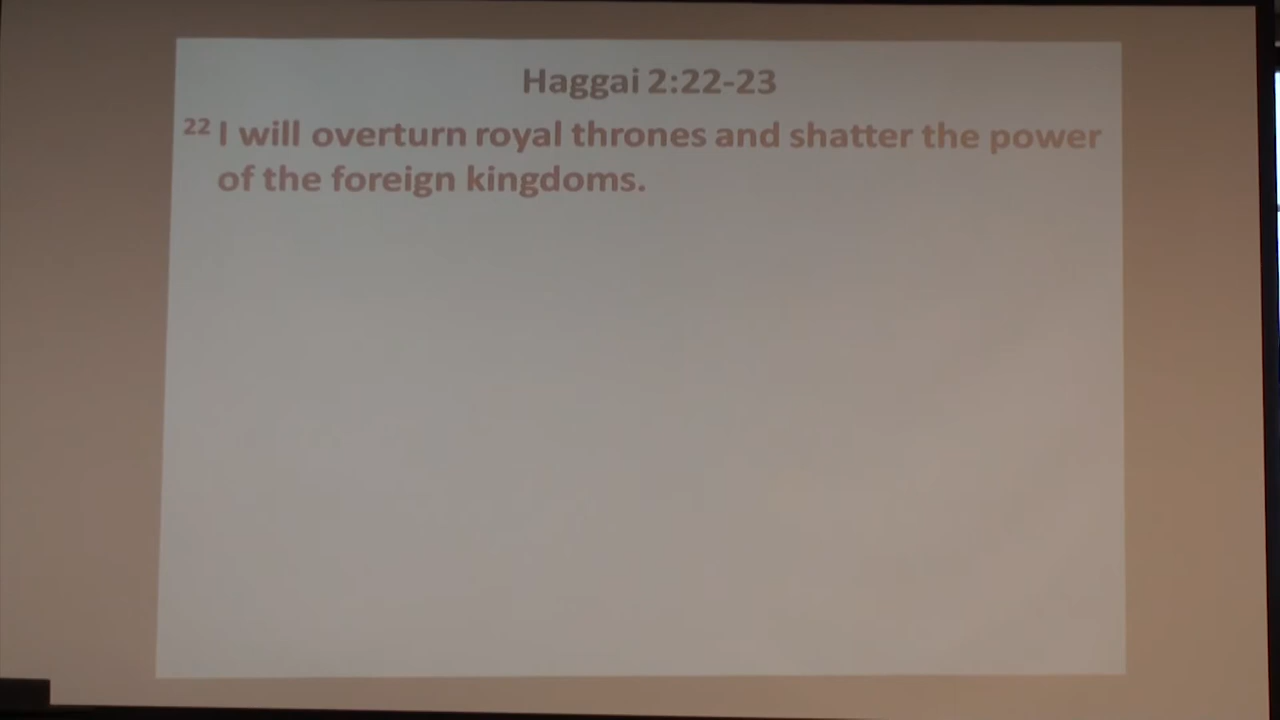 Haggai 2:22-23
22 I will overturn royal thrones and shatter the power
of the foreign kingdoms.